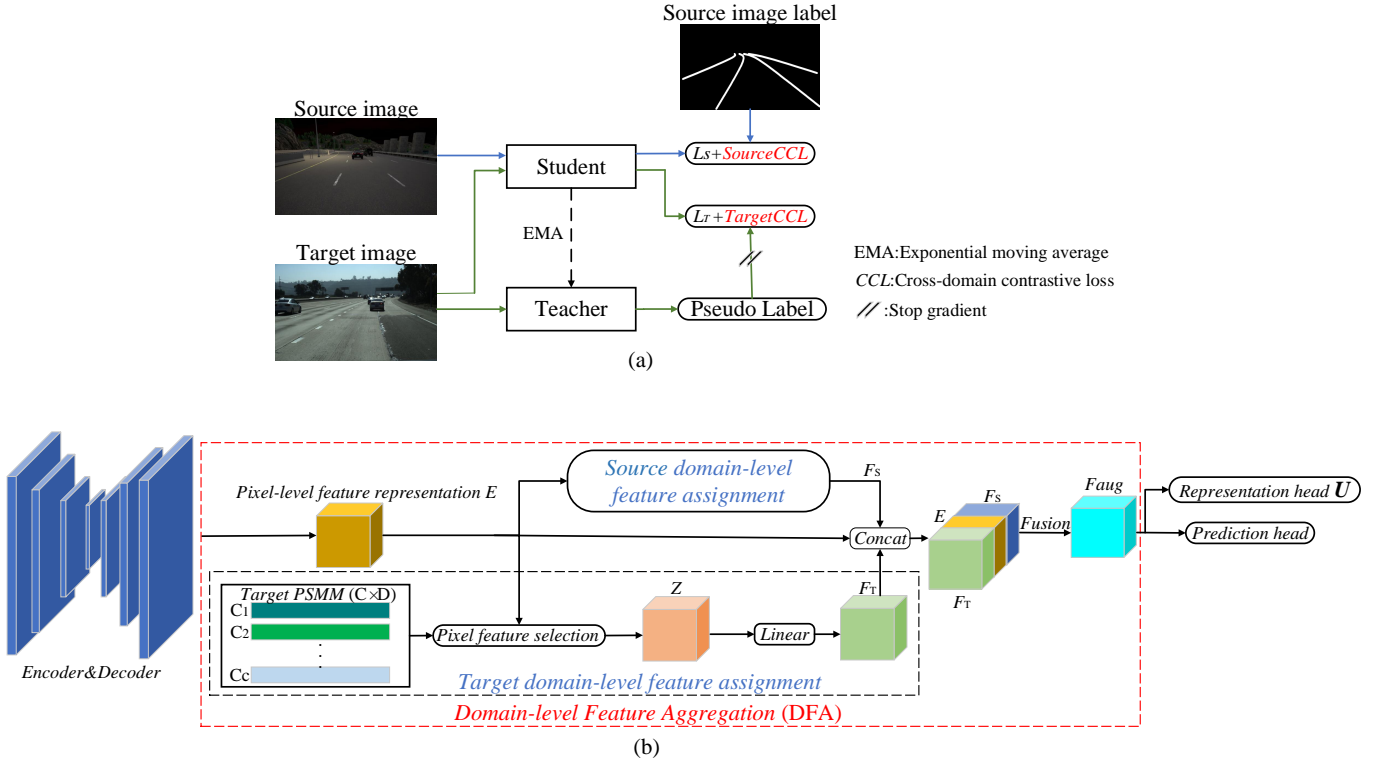 Source image label
Source image
Ls+SourceCCL
Student
LT+TargetCCL
EMA
Target image
EMA:Exponential moving average
CCL:Cross-domain contrastive loss
Teacher
Pseudo Label
// :Stop gradient
(a)
Source domain-level
feature assignment
FS
Pixel-level feature representation E
E
FS
Faug
Representation head U
Fusion
Concat
Prediction head
Target PSMM (C×D)
C1
C2
Cc
Pixel feature selection
Z
Linear
FT
FT
Encoder&Decoder
Target domain-level feature assignment
Domain-level Feature Aggregation (DFA)
(b)